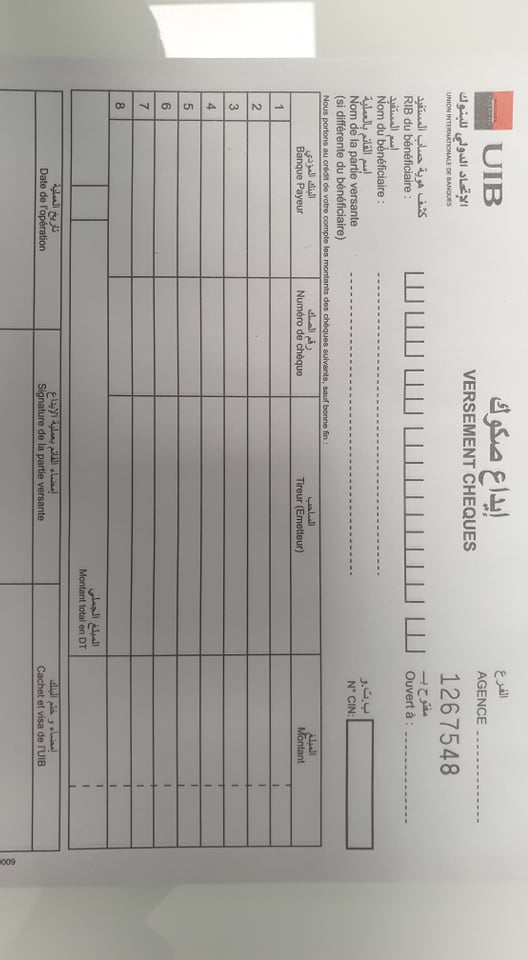 UIB
الإتحاد الدولي للبنوك
UNION INTERNATIONALE DE BANQUES
إيداع صكوك
VERSEMENT CHEQUES
الفرع
AGENCE
1267548
مفتوح بـ
Ouvert à :
كشف هوية حساب المستفيد
RIB du bénéficiaire :
إسم المستفيد
Nom du bénéficiaire :
إسم القائم بالعملية
Nom de la partie versante
(si différente du bénéficiaire)
ب.ت.و
N° CIN:
Nous portons au crédit de votre compte les montants des chèques suivants, sauf bonne fin :
البنك المؤدي رقم الصك الساحب المبلغ
Banque Payeur Numéro de chèque Tireur (Emetteur) Montant
1
2
3
4
5
6
7
8
المبلغ الجملي
Montant total en DT
تاريخ العملية إمضاء القائم بعملية الإيداع إمضاء و ختم البنك
Date de l'opération Signature de la partie versante Cachet et visa de l'UIB